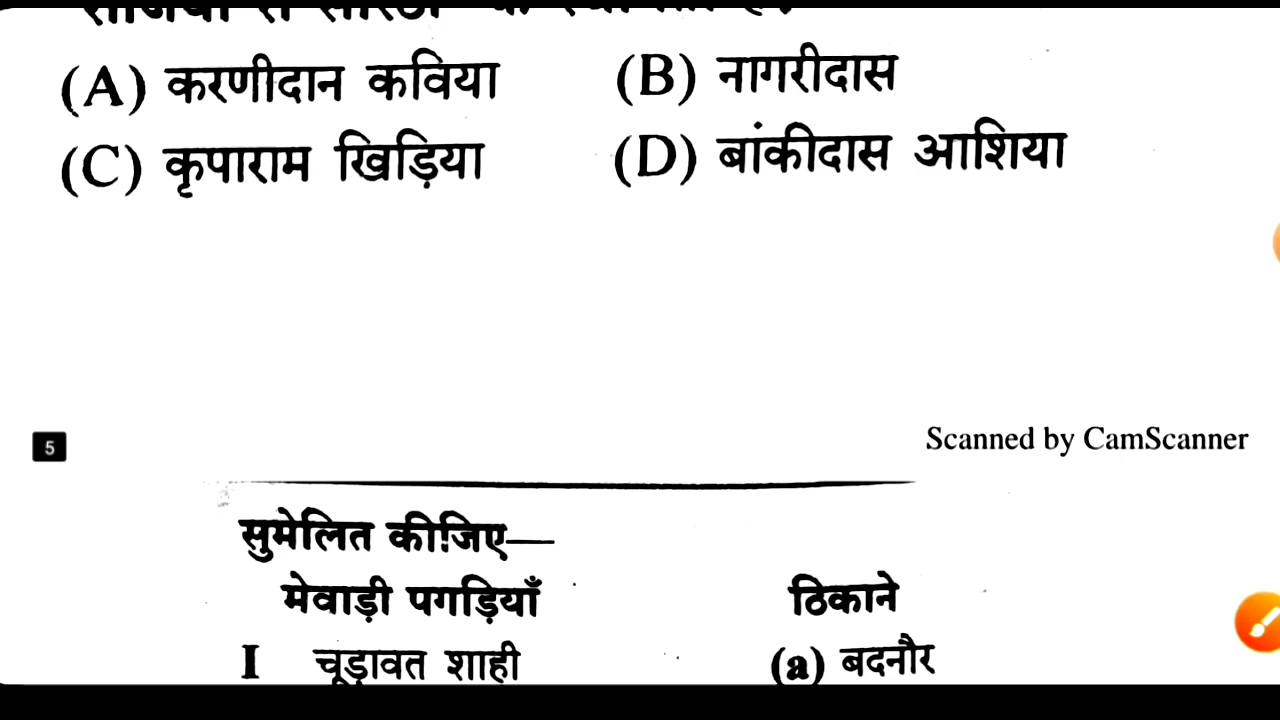 (A) करणीदान कविया (B) नागरीदास
(C) कृपाराम खिड़िया (D) बांकीदास आशिया
5
Scanned by CamScanner
सुमेलित कीजिए—
मेवाड़ी पगड़ियाँ ठिकाने
I चूड़ावत शाही (a) बदनौर